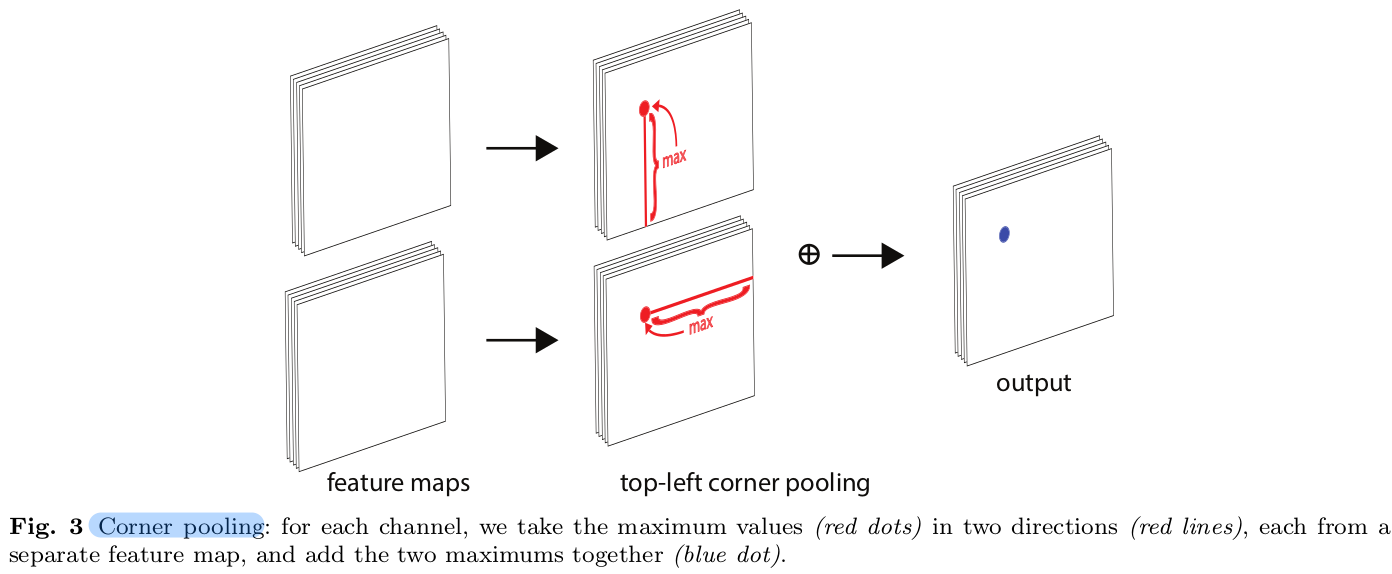 max
max
⊕
output
feature maps
top-left corner pooling
Fig. 3 Corner pooling: for each channel, we take the maximum values (red dots) in two directions (red lines), each from a
separate feature map, and add the two maximums together (blue dot).